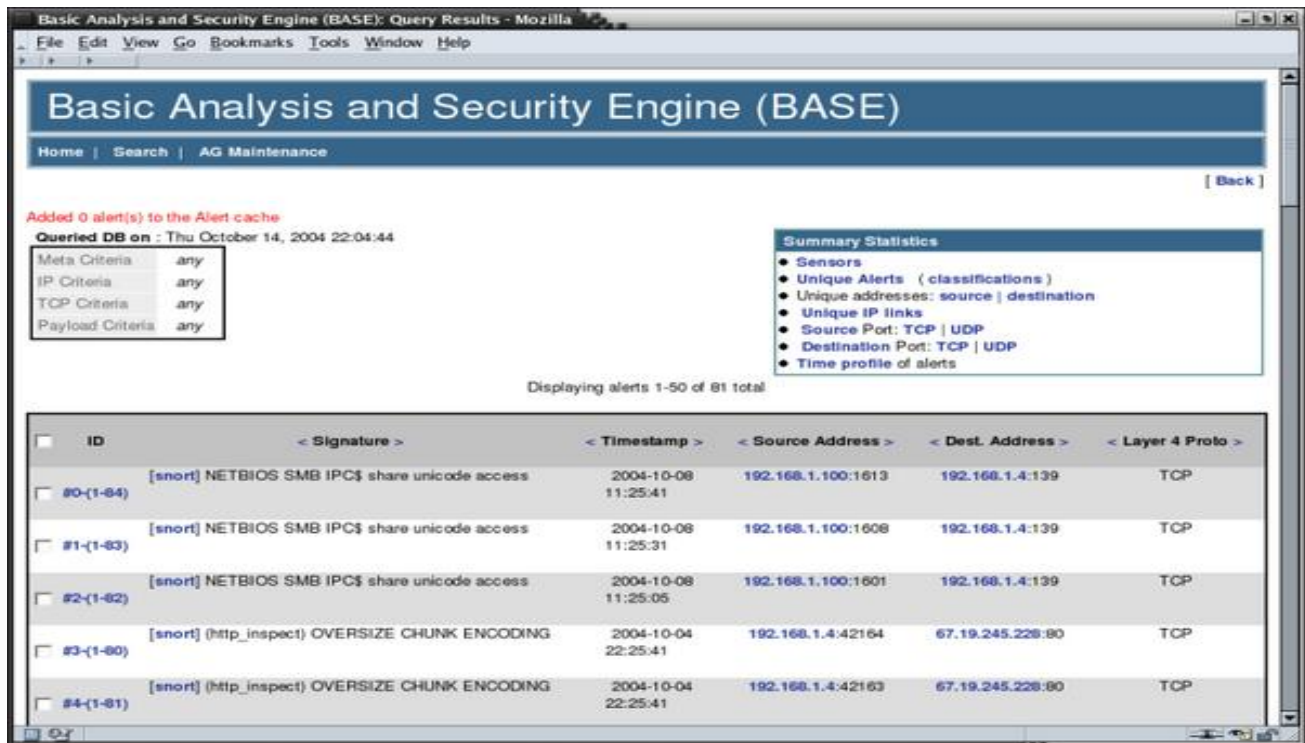 Basic Analysis and Security Engine (BASE): Query Results - Mozilla
File Edit View Go Bookmarks Tools Window Help
Basic Analysis and Security Engine (BASE)
Home | Search | AG Maintenance
[ Back ]
Added 0 alert(s) to the Alert cache
Queried DB on : Thu October 14, 2004 22:04:44
Meta Criteria any
IP Criteria any
TCP Criteria any
Payload Criteria any
Summary Statistics
• Sensors
• Unique Alerts ( classifications )
• Unique addresses: source | destination
• Unique IP links
• Source Port: TCP | UDP
• Destination Port: TCP | UDP
• Time profile of alerts
Displaying alerts 1-50 of 81 total
ID < Signature > < Timestamp > < Source Address > < Dest. Address > < Layer 4 Proto >
#0-(1-84) [snort] NETBIOS SMB IPC$ share unicode access 2004-10-08 11:25:41 192.168.1.100:1613 192.168.1.4:139 TCP
#1-(1-83) [snort] NETBIOS SMB IPC$ share unicode access 2004-10-08 11:25:31 192.168.1.100:1608 192.168.1.4:139 TCP
#2-(1-82) [snort] NETBIOS SMB IPC$ share unicode access 2004-10-08 11:25:05 192.168.1.100:1601 192.168.1.4:139 TCP
#3-(1-80) [snort] (http_inspect) OVERSIZE CHUNK ENCODING 2004-10-04 22:25:41 192.168.1.4:42164 67.19.245.228:80 TCP
#4-(1-81) [snort] (http_inspect) OVERSIZE CHUNK ENCODING 2004-10-04 22:25:41 192.168.1.4:42163 67.19.245.228:80 TCP